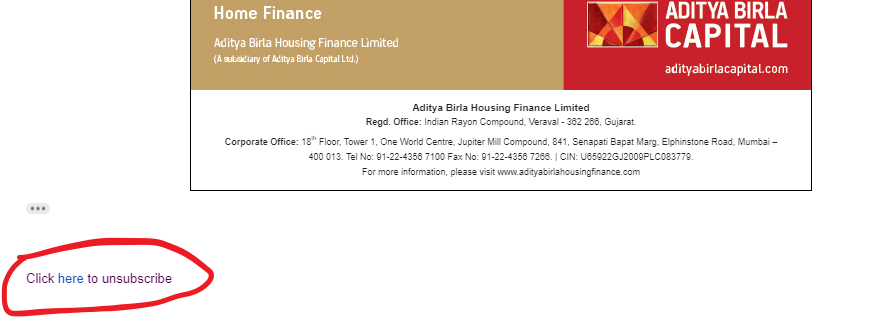 Home Finance
Aditya Birla Housing Finance Limited
(A subsidiary of Aditya Birla Capital Ltd.)
ADITYA BIRLA
CAPITAL
adityabirlacapital.com
Aditya Birla Housing Finance Limited
Regd. Office: Indian Rayon Compound, Veraval - 362 266, Gujarat.
Corporate Office: 18th Floor, Tower 1, One World Centre, Jupiter Mill Compound, 841, Senapati Bapat Marg, Elphinstone Road, Mumbai –
400 013. Tel No: 91-22-4356 7100 Fax No: 91-22-4356 7266. | CIN: U65922GJ2009PLC083779.
For more information, please visit www.adityabirlahousingfinance.com
Click here to unsubscribe